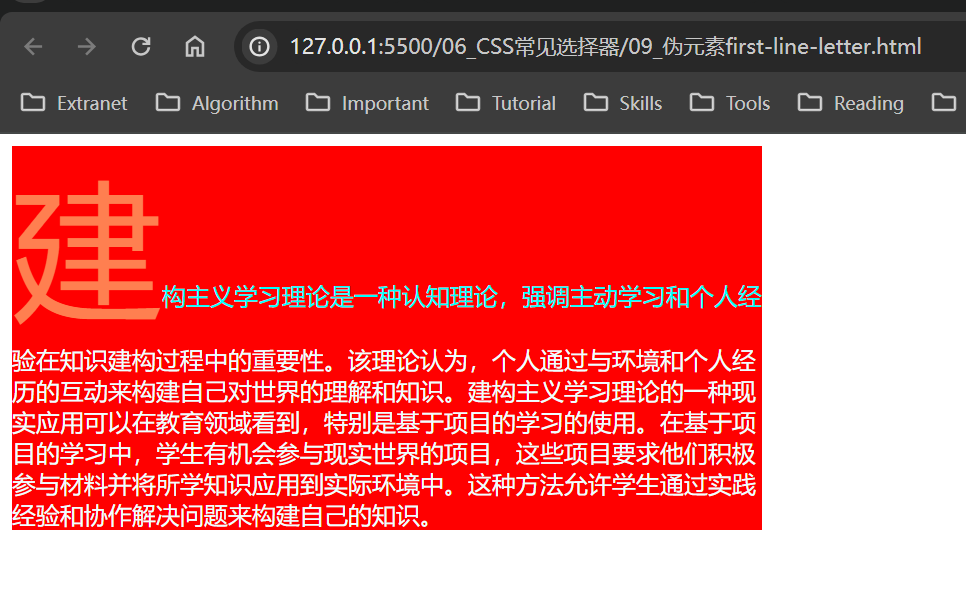 127.0.0.1:5500/06_CSS常见选择器/09_伪元素first-line-letter.html
Extranet Algorithm Important Tutorial Skills Tools Reading
建构主义学习理论是一种认知理论，强调主动学习和个人经
验在知识建构过程中的重要性。该理论认为，个人通过与环境和个人经
历的互动来构建自己对世界的理解和知识。建构主义学习理论的一种现
实应用可以在教育领域看到，特别是基于项目的学习的使用。在基于项
目的学习中，学生有机会参与现实世界的项目，这些项目要求他们积极
参与材料并将所学知识应用到实际环境中。这种方法允许学生通过实践
经验和协作解决问题来构建自己的知识。